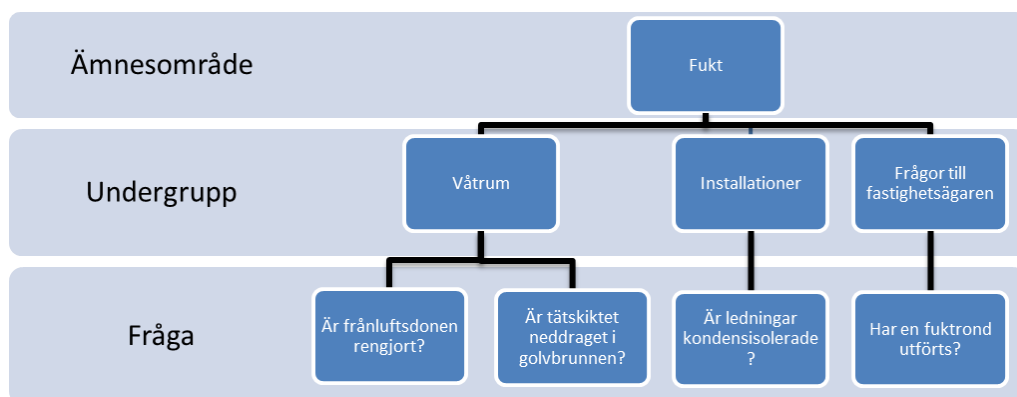 Ämnesområde
Fukt
Undergrupp
Våtrum
Installationer
Frågor till
fastighetsägaren
Fråga
Är frånluftsdonen
rengjort?
Är tätskiktet
neddraget i
golvbrunnen?
Är ledningar
kondensisolerade
?
Har en fuktrond
utförts?